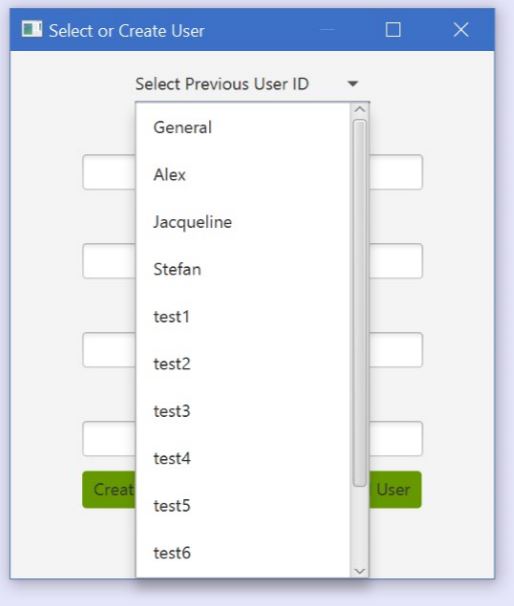 Select or Create User
Select Previous User ID
General
Alex
Jacqueline
Stefan
test1
test2
test3
test4
Creat User
test5
test6